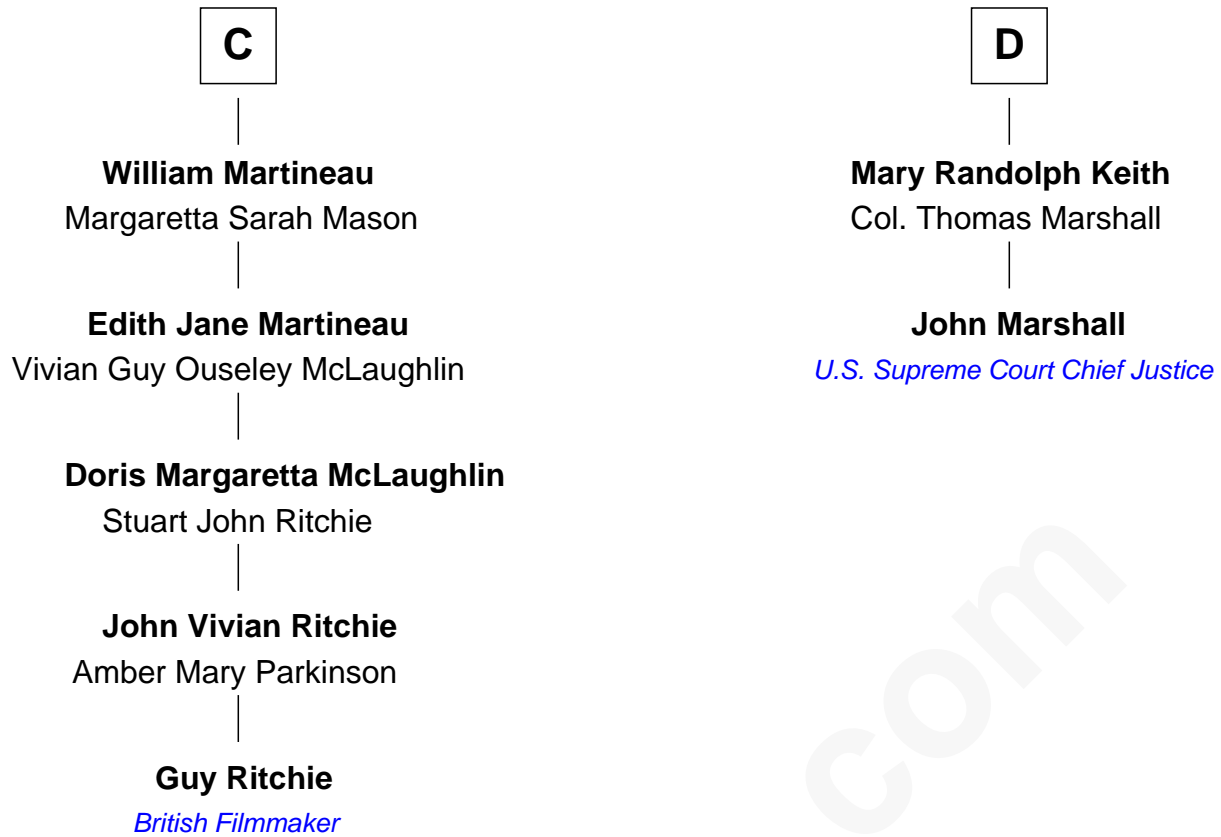 C
William Martineau
Margaretta Sarah Mason
Edith Jane Martineau
Vivian Guy Ouseley McLaughlin
Doris Margaretta McLaughlin
Stuart John Ritchie
John Vivian Ritchie
Amber Mary Parkinson
Guy Ritchie
British Filmmaker
D
Mary Randolph Keith
Col. Thomas Marshall
John Marshall
U.S. Supreme Court Chief Justice
com